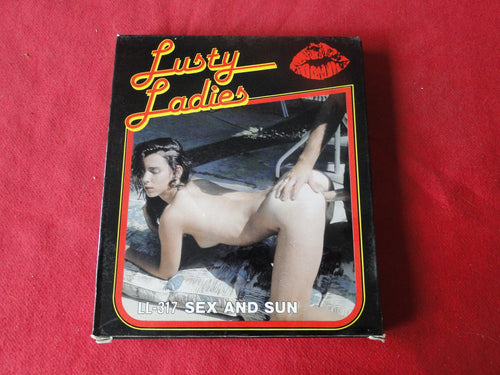 Lusty
Ladies
LL-317 SEX AND SUN